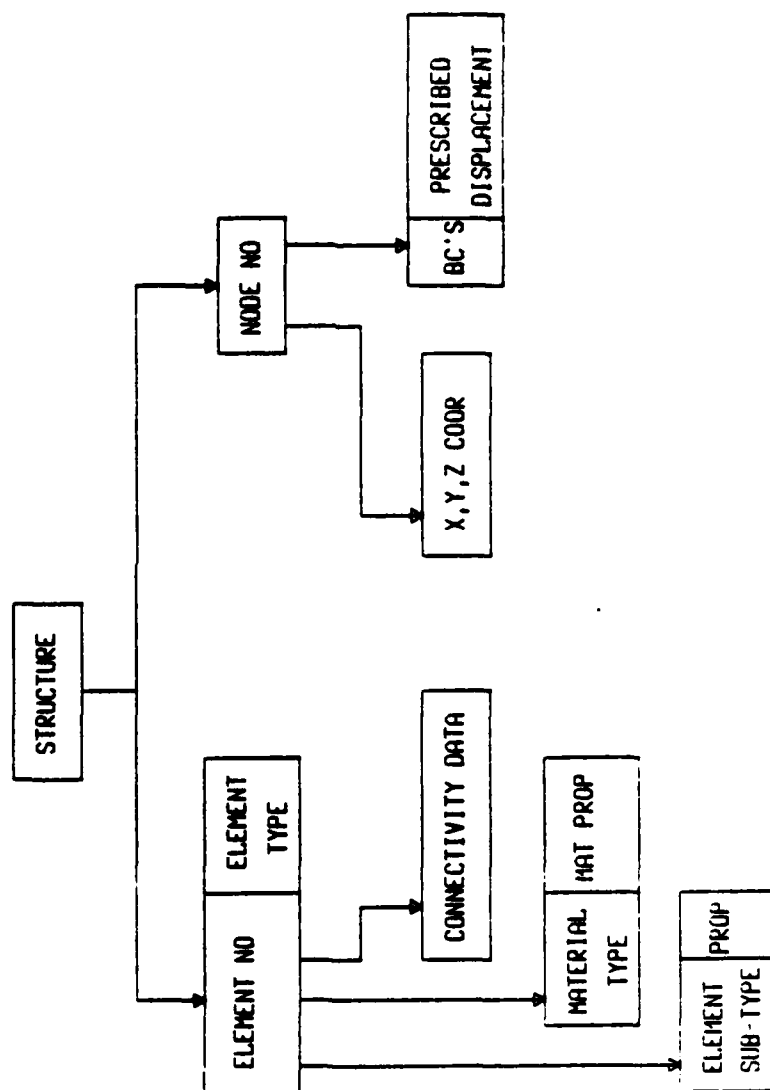 STRUCTURE
ELEMENT NO
ELEMENT
TYPE
NODE NO
CONNECTIVITY DATA
X,Y,Z COOR
BC'S
PRESCRIBED
DISPLACEMENT
MATERIAL
TYPE
MAT PROP
ELEMENT
SUB-TYPE
PROP